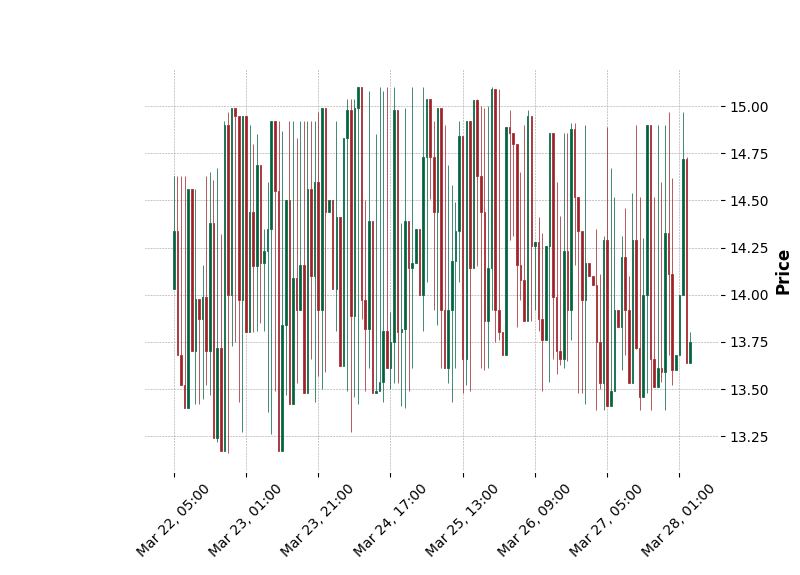 15.00
14.75
14.50
14.25
14.00
13.75
13.50
13.25
Price
Mar 22, 05:00
Mar 23, 01:00
Mar 23, 21:00
Mar 24, 17:00
Mar 25, 13:00
Mar 26, 09:00
Mar 27, 05:00
Mar 28, 01:00